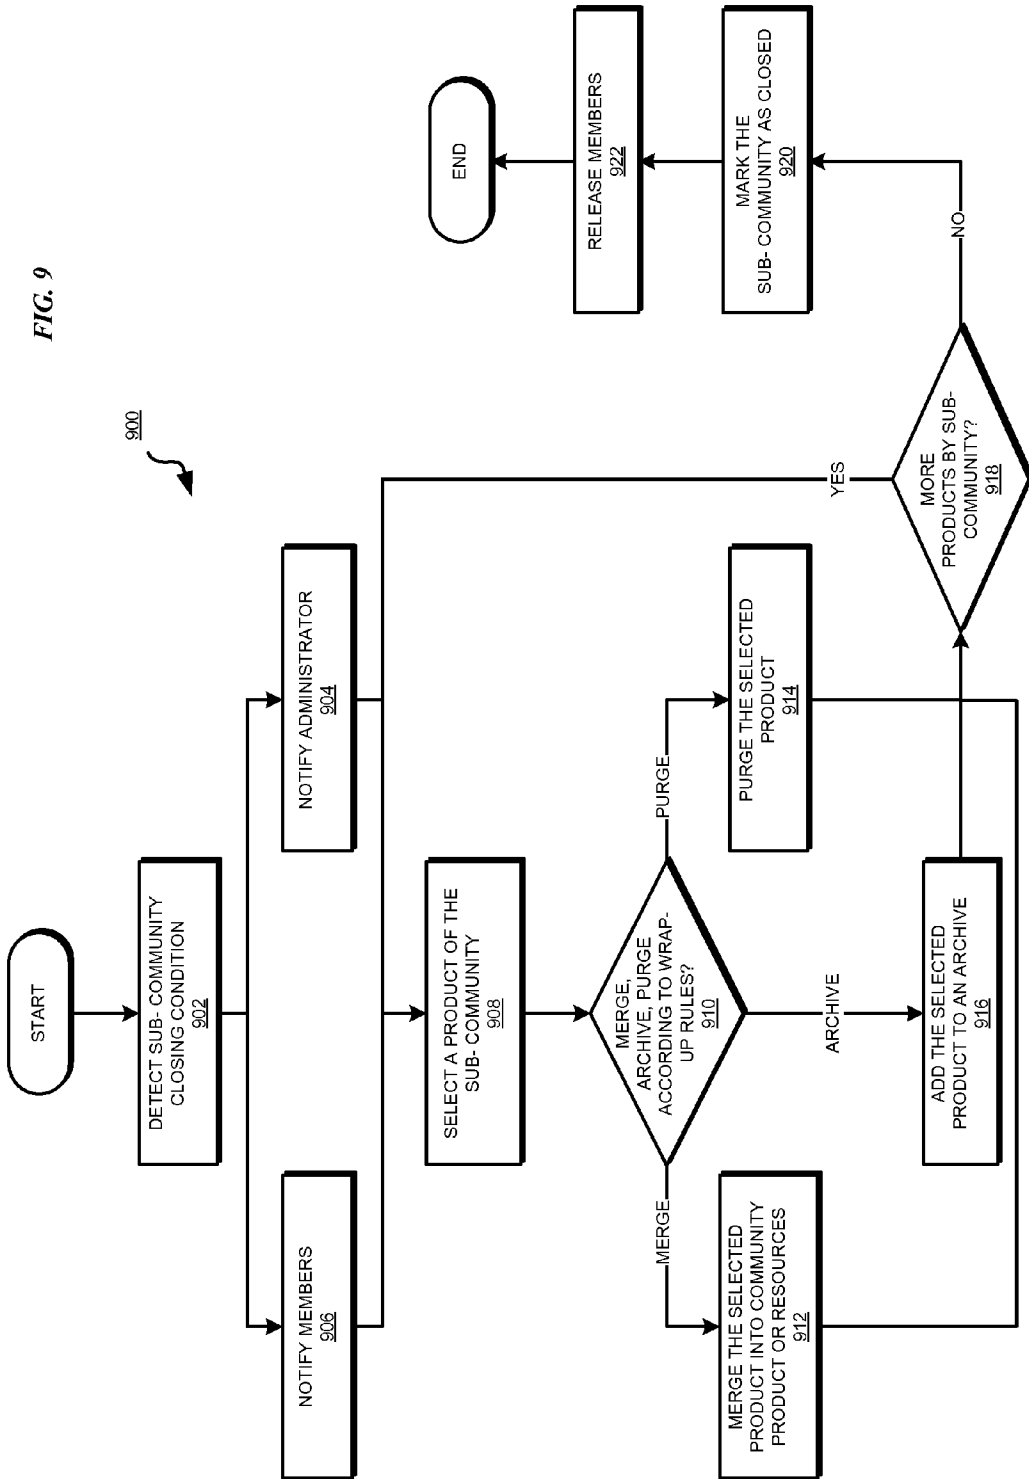 FIG. 9
900
START
DETECT SUB- COMMUNITY
CLOSING CONDITION
902
NOTIFY MEMBERS
906
NOTIFY ADMINISTRATOR
904
SELECT A PRODUCT OF THE
SUB- COMMUNITY
908
MERGE,
ARCHIVE, PURGE
ACCORDING TO WRAP-
UP RULES?
910
MERGE
PURGE
ARCHIVE
MERGE THE SELECTED
PRODUCT INTO COMMUNITY
PRODUCT OR RESOURCES
912
PURGE THE SELECTED
PRODUCT
914
ADD THE SELECTED
PRODUCT TO AN ARCHIVE
916
MORE
PRODUCTS BY SUB-
COMMUNITY?
918
YES
NO
MARK THE
SUB- COMMUNITY AS CLOSED
920
RELEASE MEMBERS
922
END